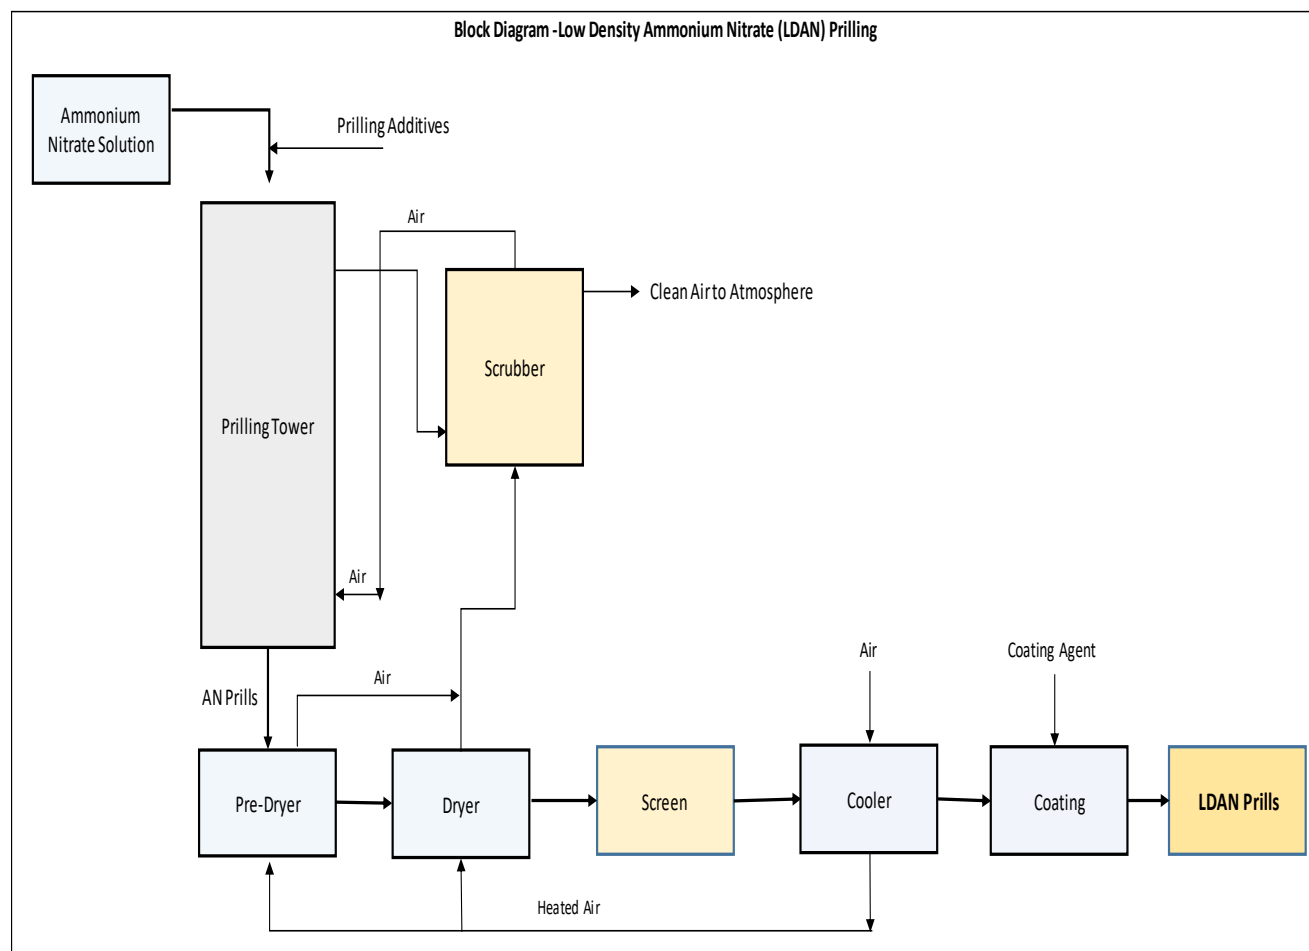 Block Diagram -Low Density Ammonium Nitrate (LDAN) Prilling
Ammonium
Nitrate Solution
Prilling Additives
Air
Clean Air to Atmosphere
Scrubber
Prilling Tower
Air
Air
Coating Agent
Air
AN Prills
Pre-Dryer
Dryer
Screen
Cooler
Coating
LDAN Prills
Heated Air